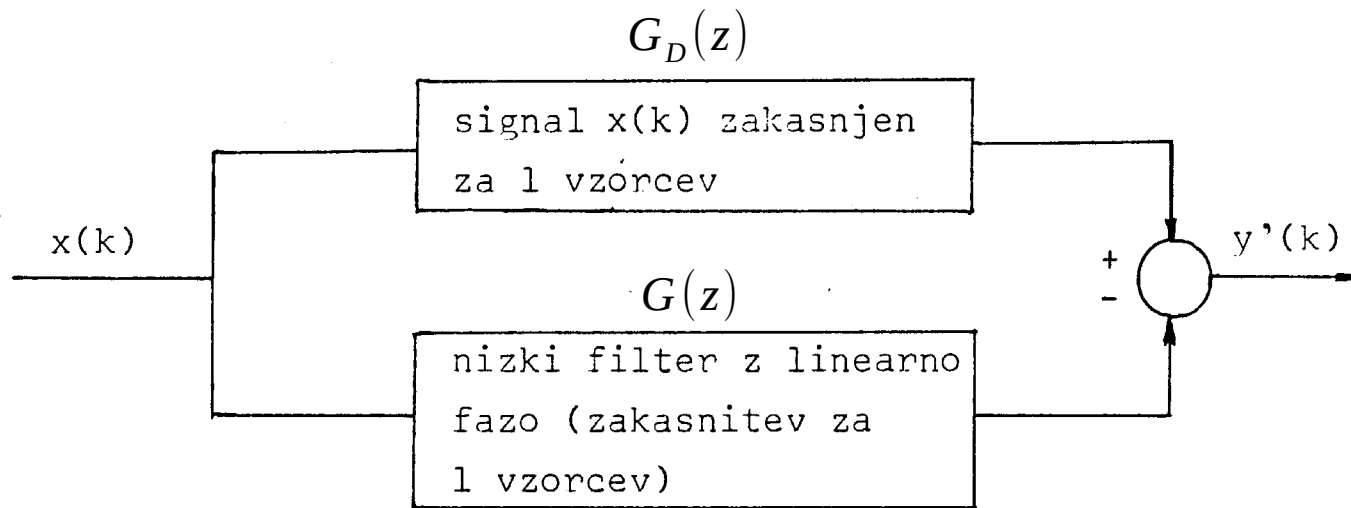 G_D(z)
signal x(k) zakasnjen
za l vzorcev
x(k)
+
-
y'(k)
G(z)
nizki filter z linearno
fazo (zakasnitev za
l vzorcev)